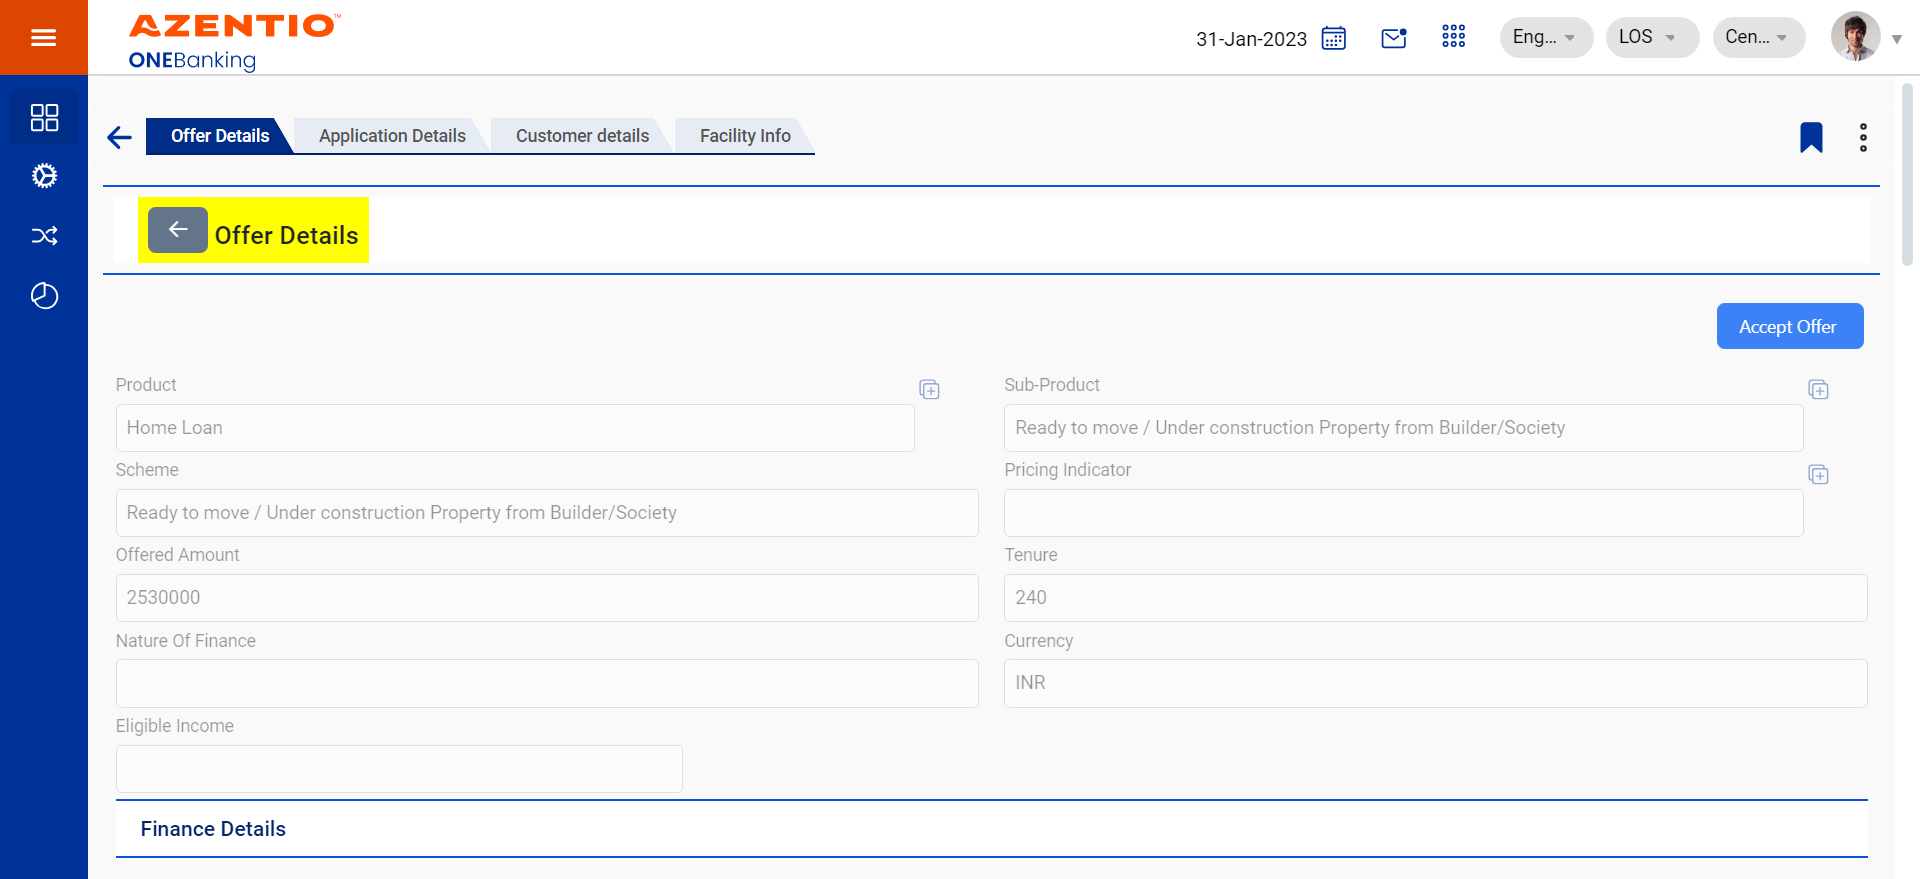 AZENTIO™
ONEBanking
31-Jan-2023
Eng...
LOS
Cen...
Offer Details
Application Details
Customer details
Facility Info
Offer Details
Accept Offer
Product
Sub-Product
Home Loan
Ready to move / Under construction Property from Builder/Society
Scheme
Pricing Indicator
Ready to move / Under construction Property from Builder/Society
Offered Amount
Tenure
2530000
240
Nature Of Finance
Currency
INR
Eligible Income
Finance Details